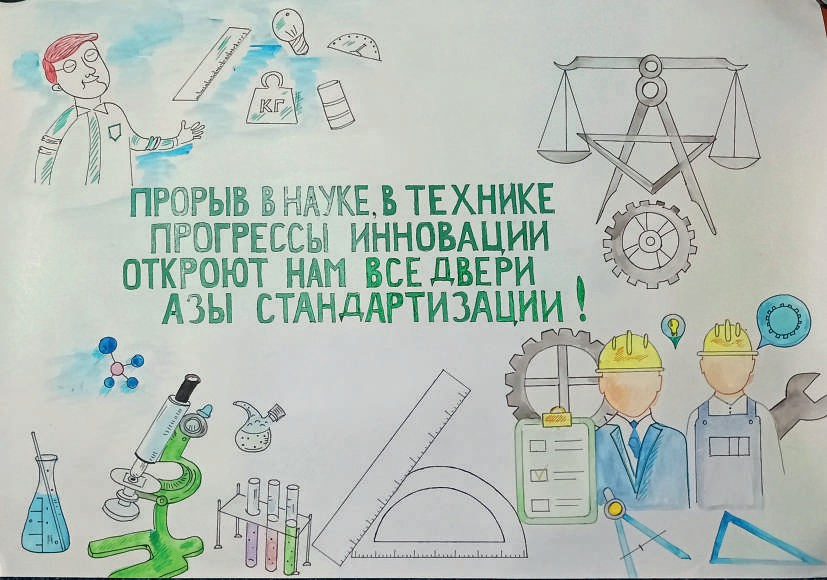 КГ
ПРОРЫВ В НАУКЕ, В ТЕХНИКЕ
ПРОГРЕССЫ ИННОВАЦИИ
ОТКРОЮТ НАМ ВСЕ ДВЕРИ
АЗЫ СТАНДАРТИЗАЦИИ!